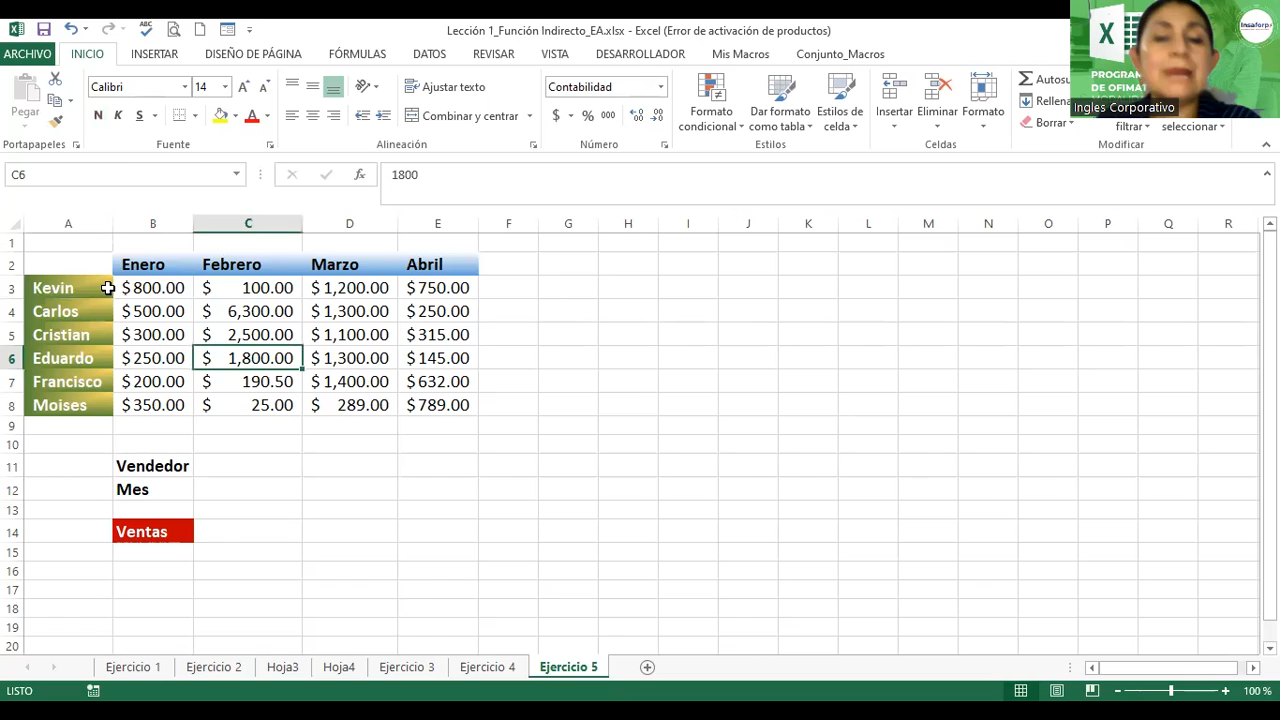 Lección 1_Función Indirecto_EA.xlsx - Excel (Error de activación de productos)
ARCHIVO INICIO INSERTAR DISEÑO DE PÁGINA FÓRMULAS DATOS REVISAR VISTA DESARROLLADOR Mis Macros Conjunto_Macros
Insaforp
PROGRAM
DE OFIMÁ
Ingles Corporativo
Pegar
Calibri 14
N K S
Ajustar texto
Combinar y centrar
Contabilidad
$ % 000
Formato condicional
Dar formato como tabla
Estilos de celda
Insertar Eliminar Formato
Autosu
Rellena
Borrar
filtrar seleccionar
Portapapeles Fuente Alineación Número Estilos Celdas Modificar
C6 fx 1800
A B C D E F G H I J K L M N O P Q R
1
2 Enero Febrero Marzo Abril
3 Kevin $800.00 $ 100.00 $1,200.00 $750.00
4 Carlos $500.00 $ 6,300.00 $1,300.00 $250.00
5 Cristian $300.00 $ 2,500.00 $1,100.00 $315.00
6 Eduardo $250.00 $ 1,800.00 $1,300.00 $145.00
7 Francisco $200.00 $ 190.50 $1,400.00 $632.00
8 Moises $350.00 $ 25.00 $ 289.00 $789.00
9
10
11 Vendedor
12 Mes
13
14 Ventas
15
16
17
18
19
20
Ejercicio 1 Ejercicio 2 Hoja3 Hoja4 Ejercicio 3 Ejercicio 4 Ejercicio 5
LISTO 100 %